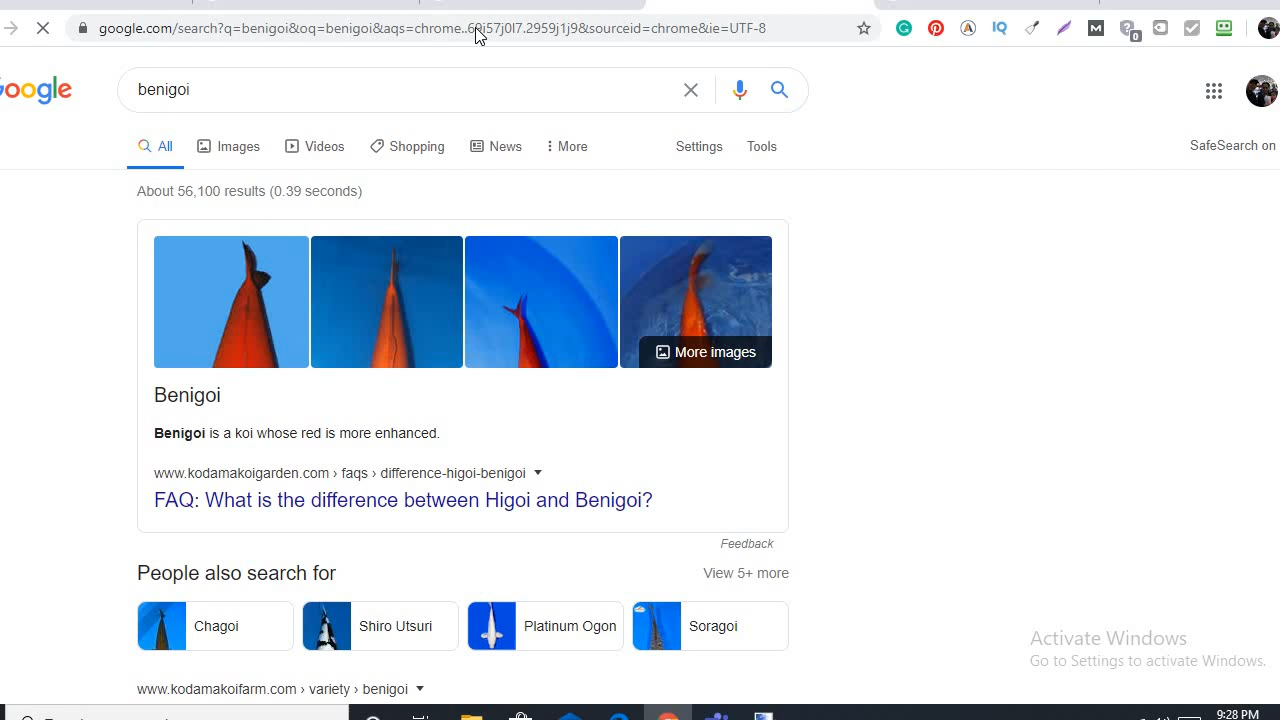 google.com/search?q=benigoi&oq=benigoi&aqs=chrome..69i57j0l7.2959j1j9&sourceid=chrome&ie=UTF-8
IQ
M
0
Google
benigoi
All Images Videos Shopping News More Settings Tools SafeSearch on
About 56,100 results (0.39 seconds)
More images
Benigoi
Benigoi is a koi whose red is more enhanced.
www.kodamakoigarden.com › faqs › difference-higoi-benigoi
FAQ: What is the difference between Higoi and Benigoi?
Feedback
People also search for View 5+ more
Chagoi Shiro Utsuri Platinum Ogon Soragoi
Activate Windows
Go to Settings to activate Windows.
www.kodamakoifarm.com › variety › benigoi
9:28 PM